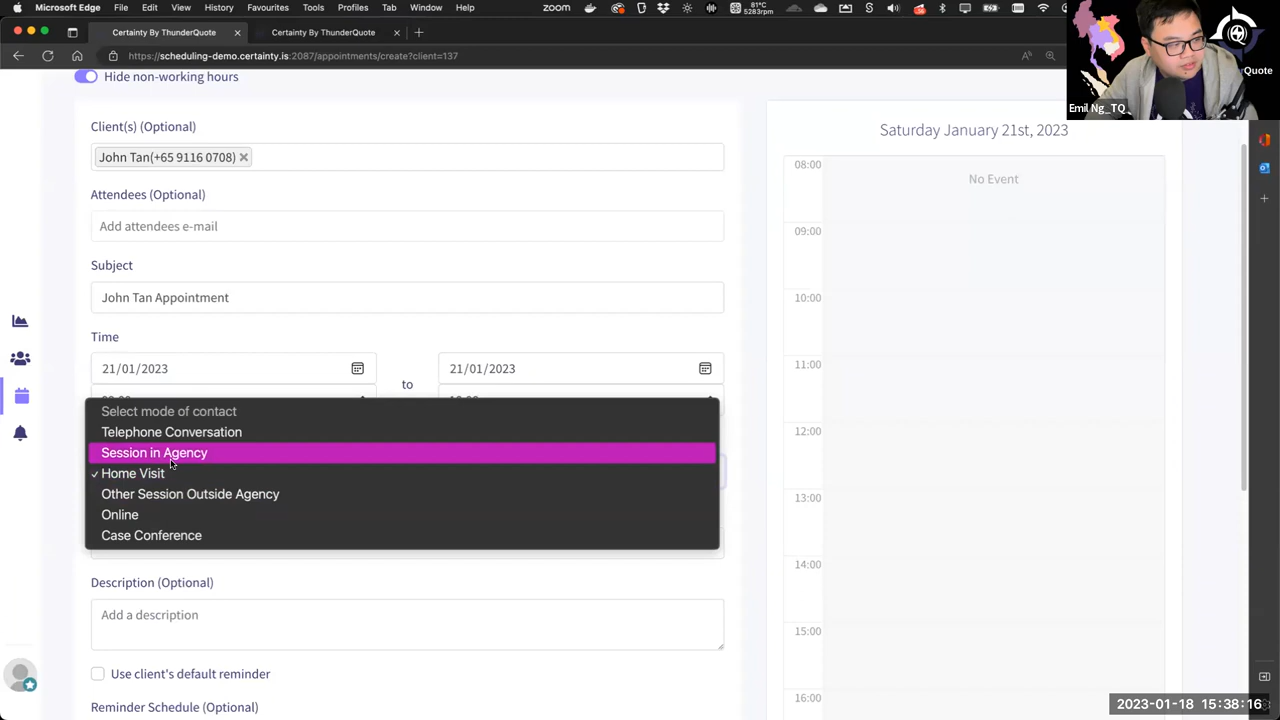 Microsoft Edge File Edit View History Favourites Tools Profiles Tab Window Help zoom 81°C 5283rpm
Certainty By ThunderQuote
Certainty By ThunderQuote
https://scheduling-demo.certainty.is:2087/appointments/create?client=137
Quote
Emil Ng_TQ
Hide non-working hours
Client(s) (Optional)
John Tan(+65 9116 0708)
Attendees (Optional)
Add attendees e-mail
Subject
John Tan Appointment
Time
21/01/2023
to
21/01/2023
Select mode of contact
Telephone Conversation
Session in Agency
Home Visit
Other Session Outside Agency
Online
Case Conference
Description (Optional)
Add a description
Use client's default reminder
Reminder Schedule (Optional)
Saturday January 21st, 2023
08:00
No Event
09:00
10:00
11:00
12:00
13:00
14:00
15:00
16:00
2023-01-18 15:38:16